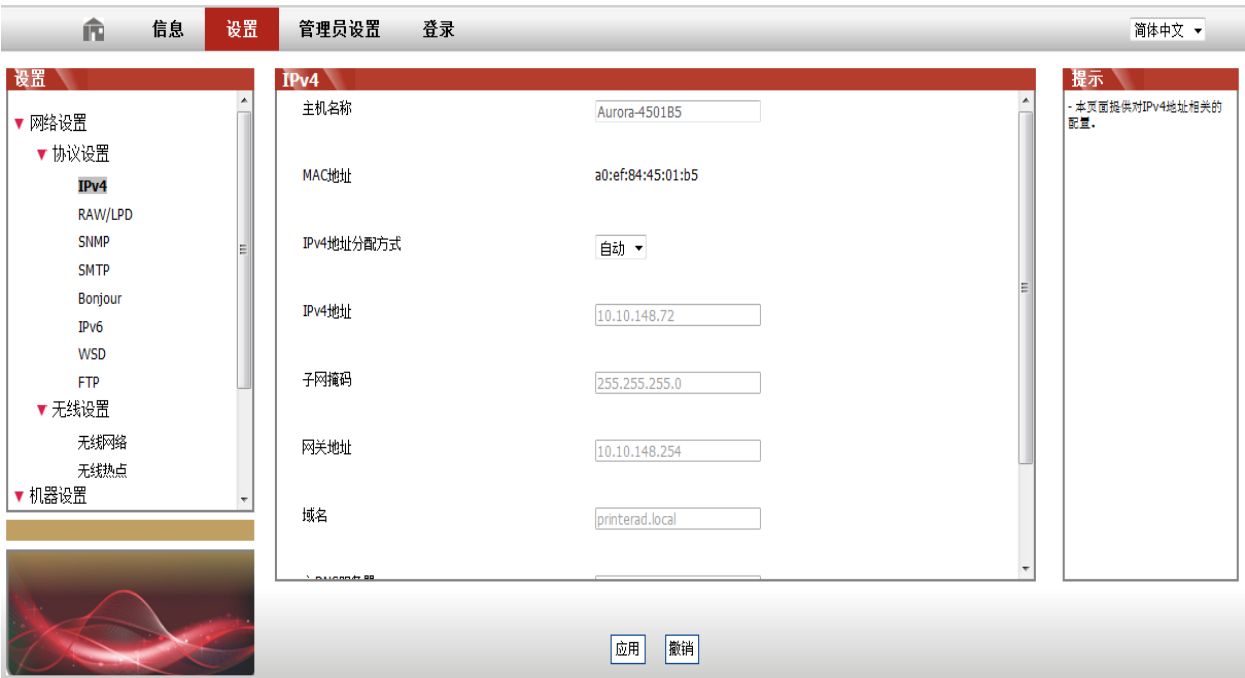 信息 设置 管理员设置 登录 简体中文
设置
网络设置
协议设置
IPv4
RAW/LPD
SNMP
SMTP
Bonjour
IPv6
WSD
FTP
无线设置
无线网络
无线热点
机器设置
IPv4
主机名称 Aurora-4501B5
MAC地址 a0:ef:84:45:01:b5
IPv4地址分配方式 自动
IPv4地址 10.10.148.72
子网掩码 255.255.255.0
网关地址 10.10.148.254
域名 printerad.local
提示
- 本页面提供对IPv4地址相关的
配置。
应用 撤销